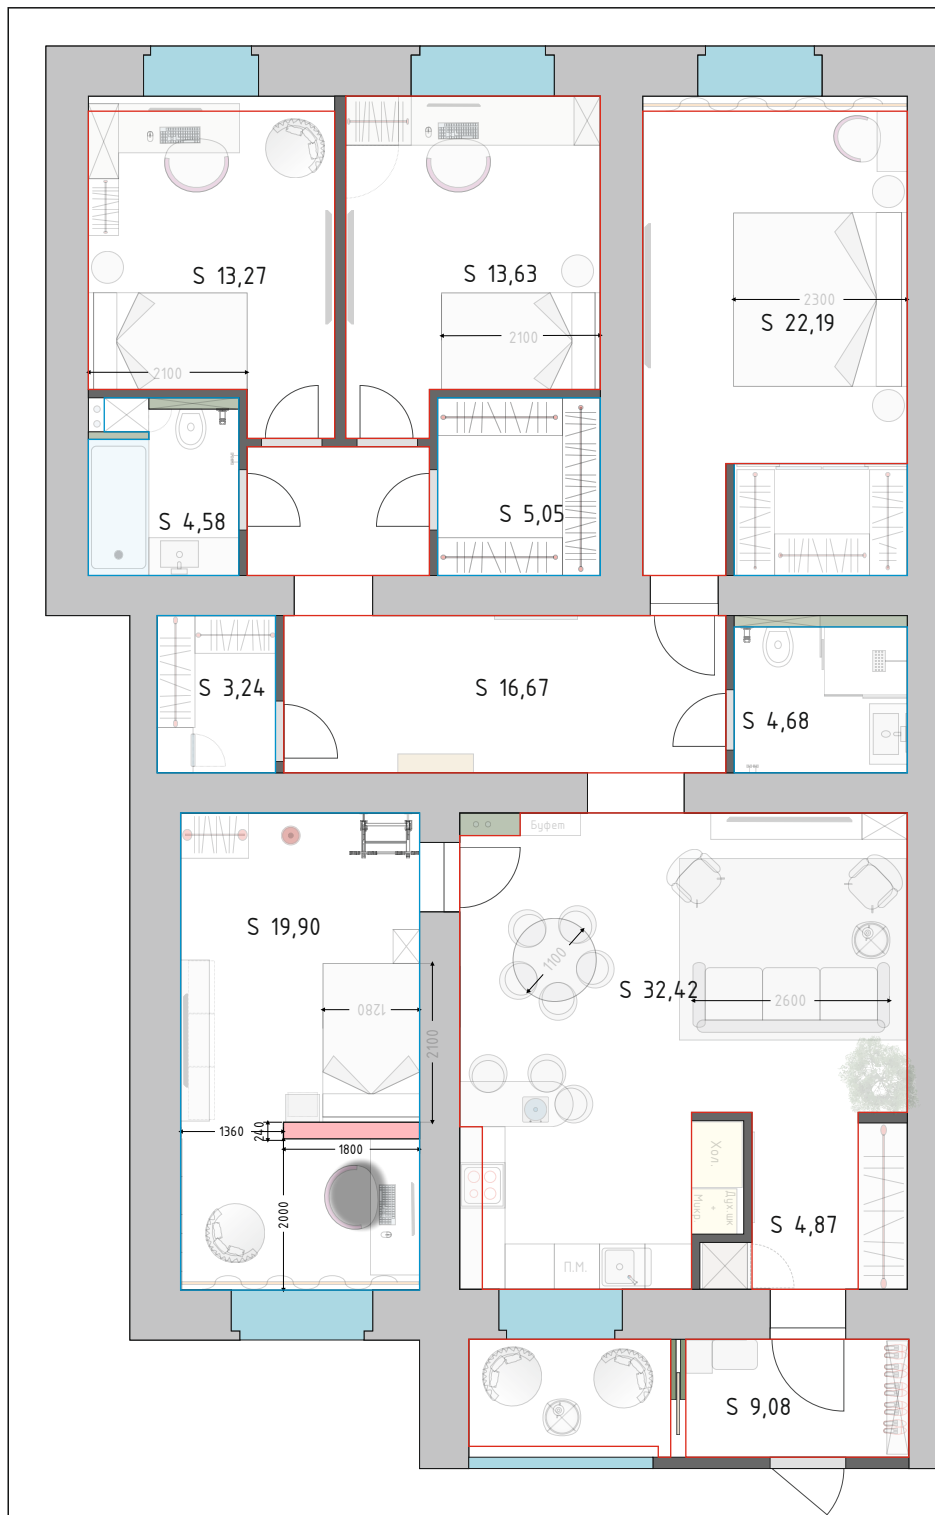 S 13,27
S 13,63
2300
S 22,19
2100
2100
S 4,58
S 5,05
S 3,24
S 16,67
S 4,68
Буфет
S 19,90
1100
S 32,42
2600
1280
2100
1360
240
1800
2000
Хол.
Дух.шк
Микр.
S 4,87
П.М.
S 9,08